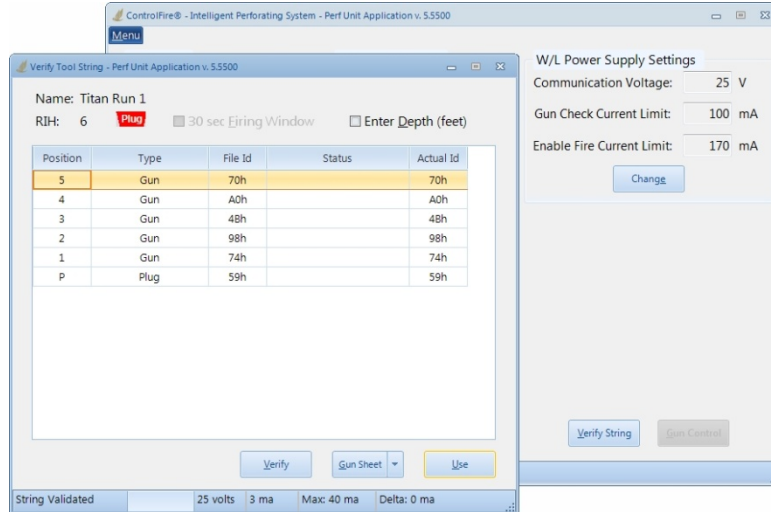 ControlFire® - Intelligent Perforating System - Perf Unit Application v. 5.5500
Menu
Verify Tool String - Perf Unit Application v. 5.5500
Name: Titan Run 1
RIH: 6 Plug 30 sec Firing Window Enter Depth (feet)
Position Type File Id Status Actual Id
5 Gun 70h 70h
4 Gun A0h A0h
3 Gun 4Bh 4Bh
2 Gun 98h 98h
1 Gun 74h 74h
P Plug 59h 59h
Verify Gun Sheet Use
String Validated 25 volts 3 ma Max: 40 ma Delta: 0 ma
W/L Power Supply Settings
Communication Voltage: 25 V
Gun Check Current Limit: 100 mA
Enable Fire Current Limit: 170 mA
Change
Verify String Gun Control